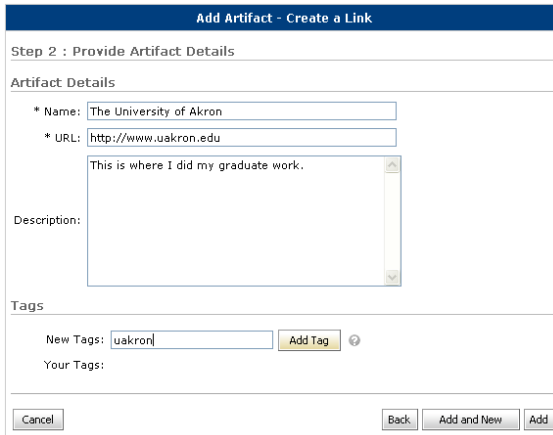 Add Artifact - Create a Link
Step 2 : Provide Artifact Details
Artifact Details
* Name: The University of Akron
* URL: http://www.uakron.edu
This is where I did my graduate work.
Description:
Tags
New Tags: uakron Add Tag ?
Your Tags:
Cancel Back Add and New Add